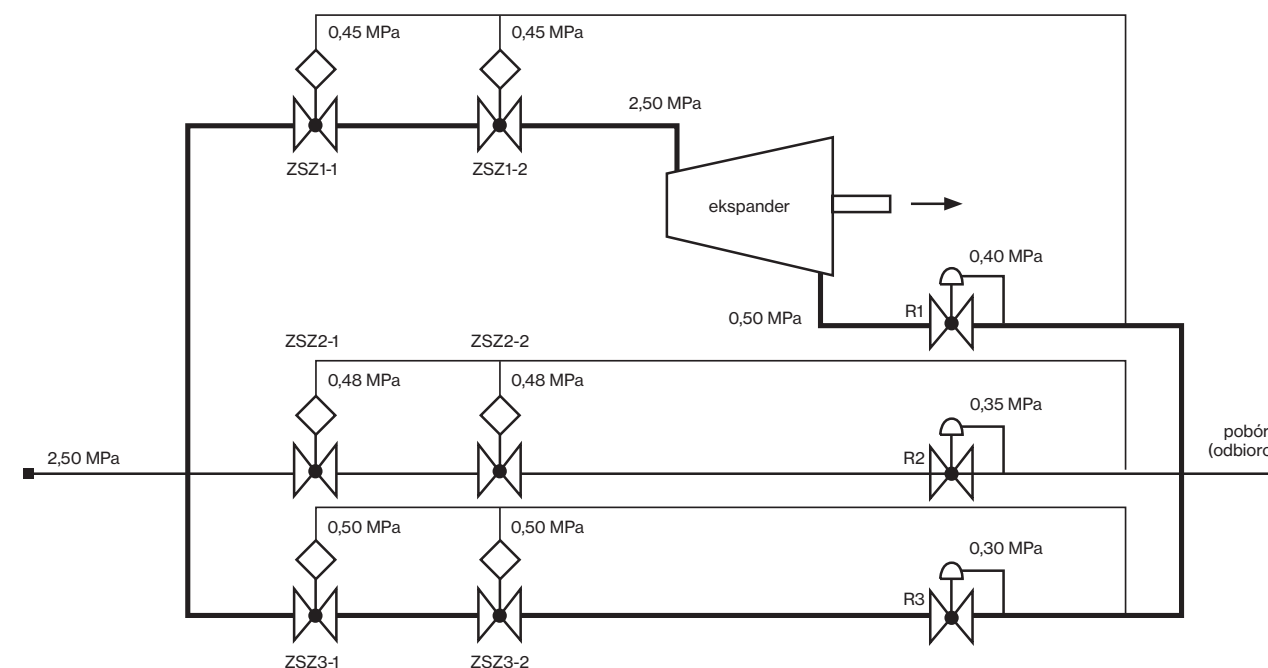 0,45 MPa
0,45 MPa
2,50 MPa
ZSZ1-1
ZSZ1-2
ekspander
0,40 MPa
R1
0,50 MPa
ZSZ2-1
ZSZ2-2
0,48 MPa
0,48 MPa
0,35 MPa
pobór
(odbiorc
2,50 MPa
R2
0,50 MPa
0,50 MPa
0,30 MPa
R3
ZSZ3-1
ZSZ3-2